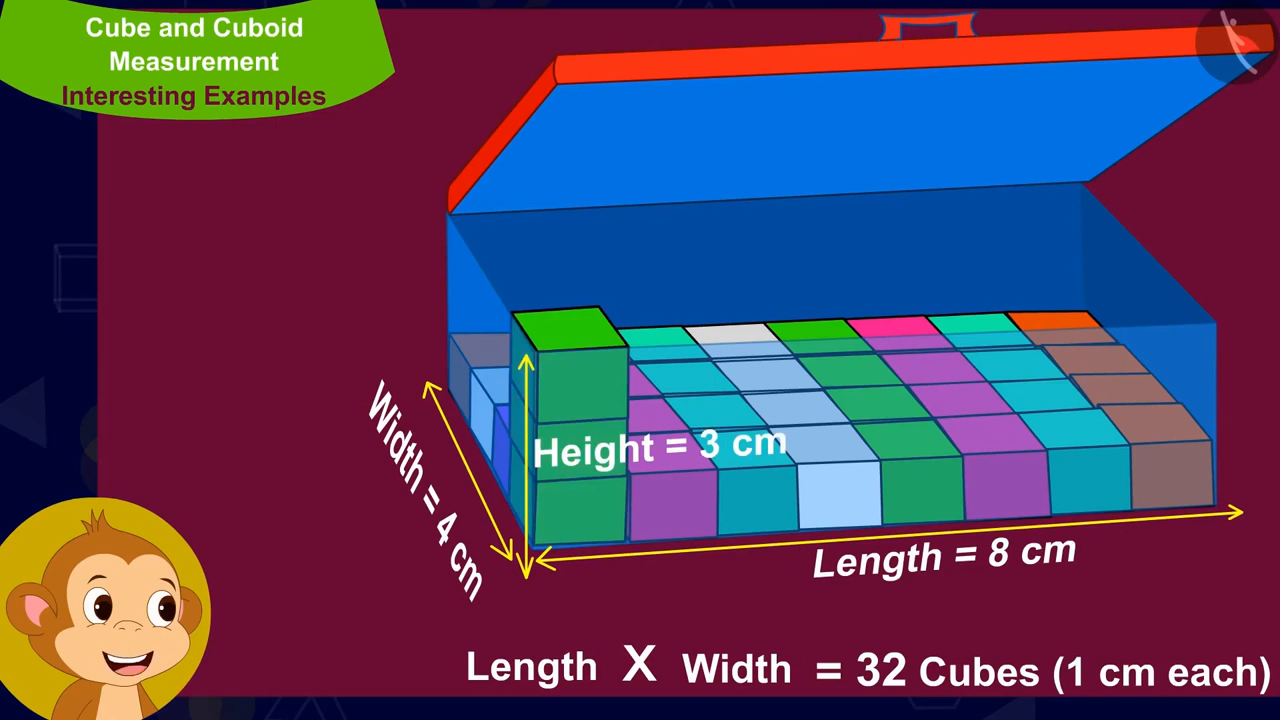 Cube and Cuboid
Measurement
Interesting Examples
Width = 4 cm
Height = 3 cm
Length = 8 cm
Length X Width = 32 Cubes (1 cm each)